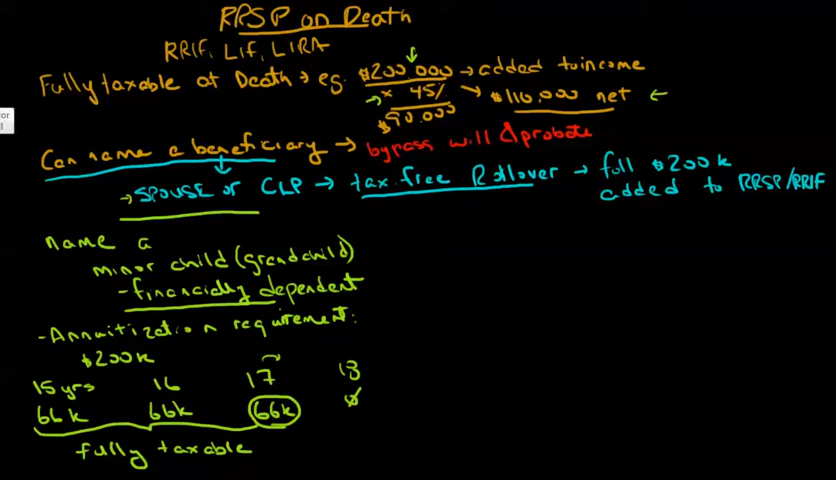 RRSP on Death
RRIF, LIF, LIRA
Fully taxable at Death → eg. $200.000 → added to income
x 45% → $110.000 net ←
$90.000
Can name a beneficiary → bypass will & probate
→ SPOUSE or CLP → tax.free Rollover → full $200k
added to RRSP/RRIF
name a
minor child (grandchild)
- financially dependent
- Annuitization requirement:
$200k
15 yrs 16 17 18
66k 66k 66k ø
fully taxable